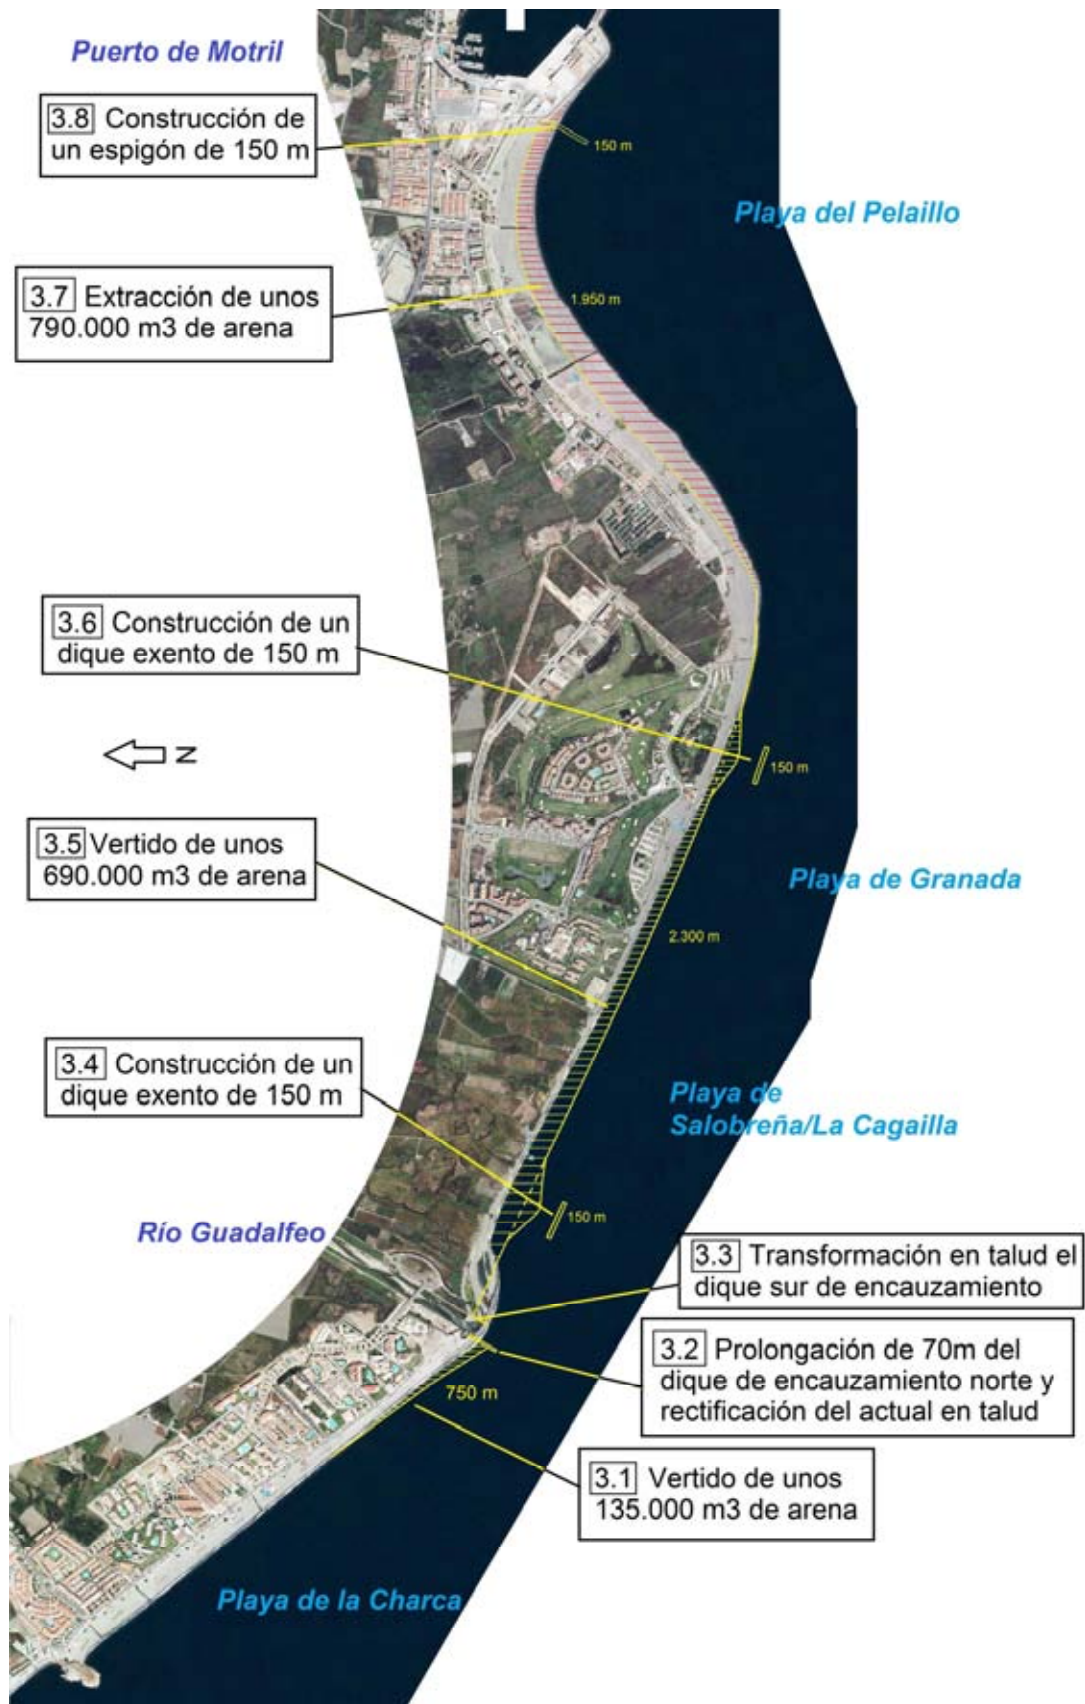 Puerto de Motril
3.8 Construcción de
un espigón de 150 m
150 m
Playa del Pelaillo
3.7 Extracción de unos
790.000 m3 de arena
1.950 m
3.6 Construcción de un
dique exento de 150 m
N
150 m
3.5 Vertido de unos
690.000 m3 de arena
Playa de Granada
2.300 m
3.4 Construcción de un
dique exento de 150 m
Playa de
Salobreña/La Cagailla
150 m
Río Guadalfeo
3.3 Transformación en talud el
dique sur de encauzamiento
3.2 Prolongación de 70m del
dique de encauzamiento norte y
rectificación del actual en talud
750 m
3.1 Vertido de unos
135.000 m3 de arena
Playa de la Charca